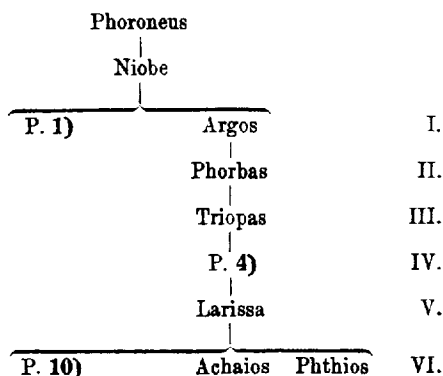 Phoroneus
Niobe
P. 1) Argos I.
Phorbas II.
Triopas III.
P. 4) IV.
Larissa V.
P. 10) Achaios Phthios VI.